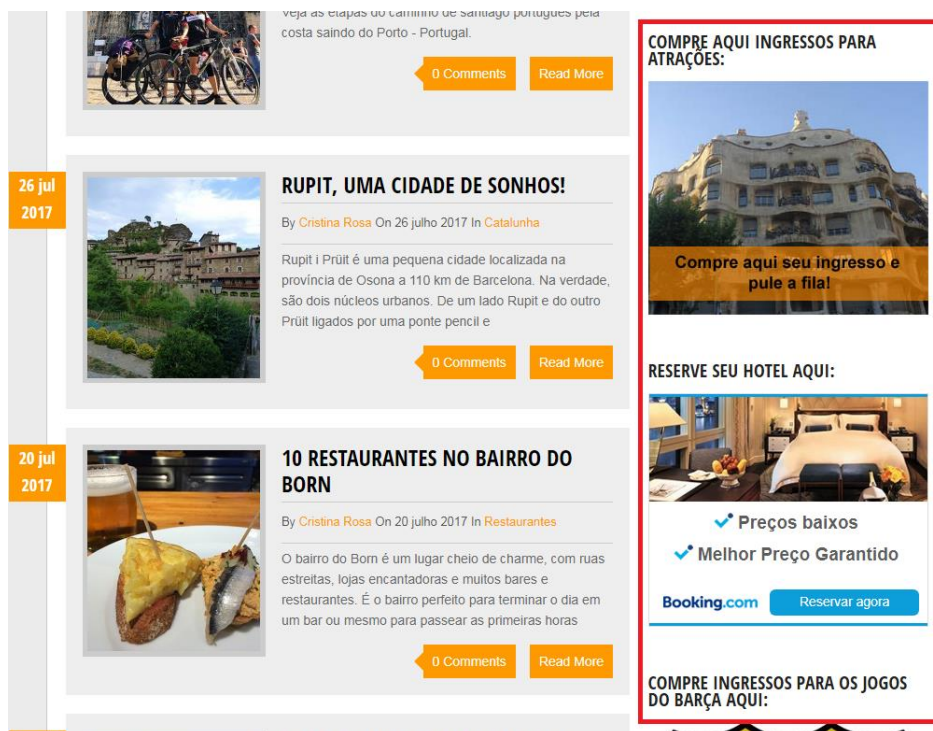 Veja as etapas do caminho de santiago português pela
costa saindo do Porto - Portugal.
0 Comments
Read More
26 jul
2017
RUPIT, UMA CIDADE DE SONHOS!
By Cristina Rosa On 26 julho 2017 In Catalunha
Rupit i Prüit é uma pequena cidade localizada na
província de Osona a 110 km de Barcelona. Na verdade,
são dois núcleos urbanos. De um lado Rupit e do outro
Prüit ligados por uma ponte pencil e
0 Comments
Read More
20 jul
2017
10 RESTAURANTES NO BAIRRO DO
BORN
By Cristina Rosa On 20 julho 2017 In Restaurantes
O bairro do Born é um lugar cheio de charme, com ruas
estreitas, lojas encantadoras e muitos bares e
restaurantes. É o bairro perfeito para terminar o dia em
um bar ou mesmo para passear as primeiras horas
0 Comments
Read More
COMPRE AQUI INGRESSOS PARA
ATRAÇÕES:
Compre aqui seu ingresso e
pule a fila!
RESERVE SEU HOTEL AQUI:
Preços baixos
Melhor Preço Garantido
Booking.com
Reservar agora
COMPRE INGRESSOS PARA OS JOGOS
DO BARÇA AQUI: